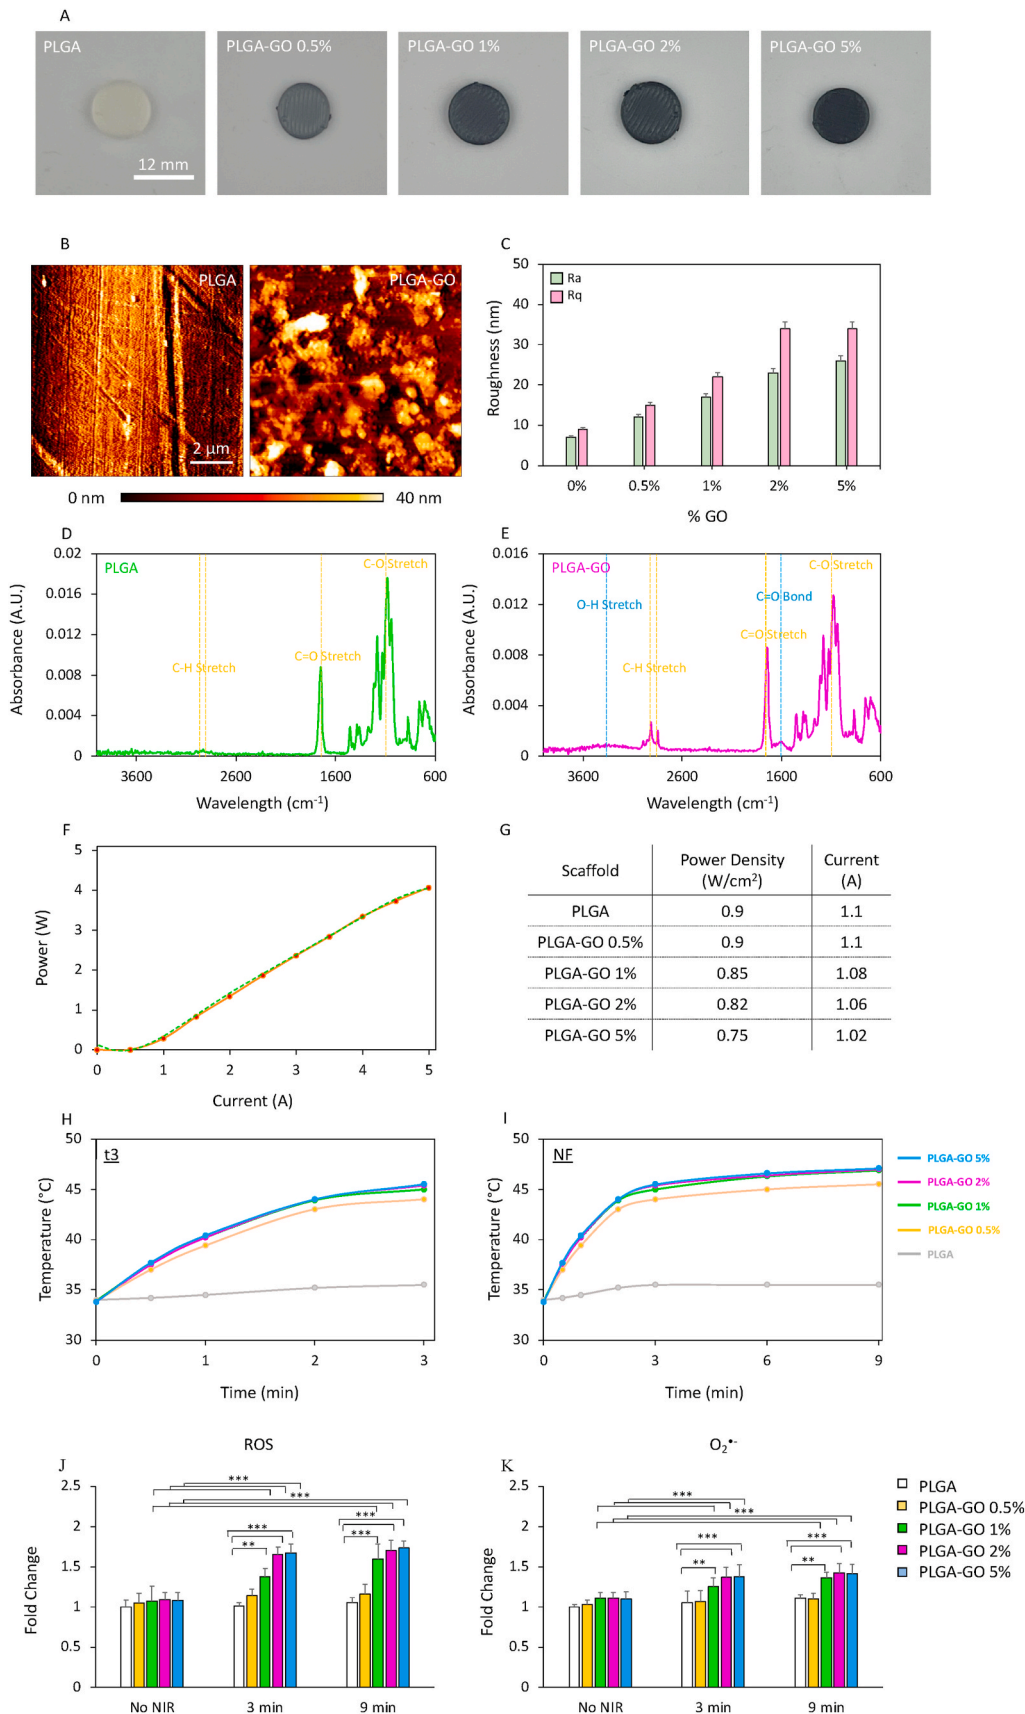 A
PLGA
PLGA-GO 0.5%
PLGA-GO 1%
PLGA-GO 2%
PLGA-GO 5%
12 mm
B
PLGA
PLGA-GO
2 µm
0 nm
40 nm
C
Ra
Rq
Roughness (nm)
50
40
30
20
10
0
0%
0.5%
1%
2%
5%
% GO
D
PLGA
C-O Stretch
C=O Stretch
C-H Stretch
Absorbance (A.U.)
0.02
0.016
0.012
0.008
0.004
0
3600
2600
1600
600
Wavelength (cm⁻¹)
E
PLGA-GO
C-O Stretch
C=O Bond
O-H Stretch
C=O Stretch
C-H Stretch
Absorbance (A.U.)
0.016
0.012
0.008
0.004
0
3600
2600
1600
600
Wavelength (cm⁻¹)
F
Power (W)
5
4
3
2
1
0
0
1
2
3
4
5
Current (A)
G
Scaffold
Power Density (W/cm²)
Current (A)
PLGA 0.9 1.1
PLGA-GO 0.5% 0.9 1.1
PLGA-GO 1% 0.85 1.08
PLGA-GO 2% 0.82 1.06
PLGA-GO 5% 0.75 1.02
H
t3
Temperature (°C)
50
45
40
35
30
0
1
2
3
Time (min)
I
NF
Temperature (°C)
50
45
40
35
30
0
3
6
9
Time (min)
PLGA-GO 5%
PLGA-GO 2%
PLGA-GO 1%
PLGA-GO 0.5%
PLGA
ROS
J
Fold Change
2.5
2
1.5
1
0.5
0
***
***
***
***
**
***
***
No NIR
3 min
9 min
O₂•-
K
Fold Change
2.5
2
1.5
1
0.5
0
***
***
***
***
**
**
No NIR
3 min
9 min
PLGA
PLGA-GO 0.5%
PLGA-GO 1%
PLGA-GO 2%
PLGA-GO 5%